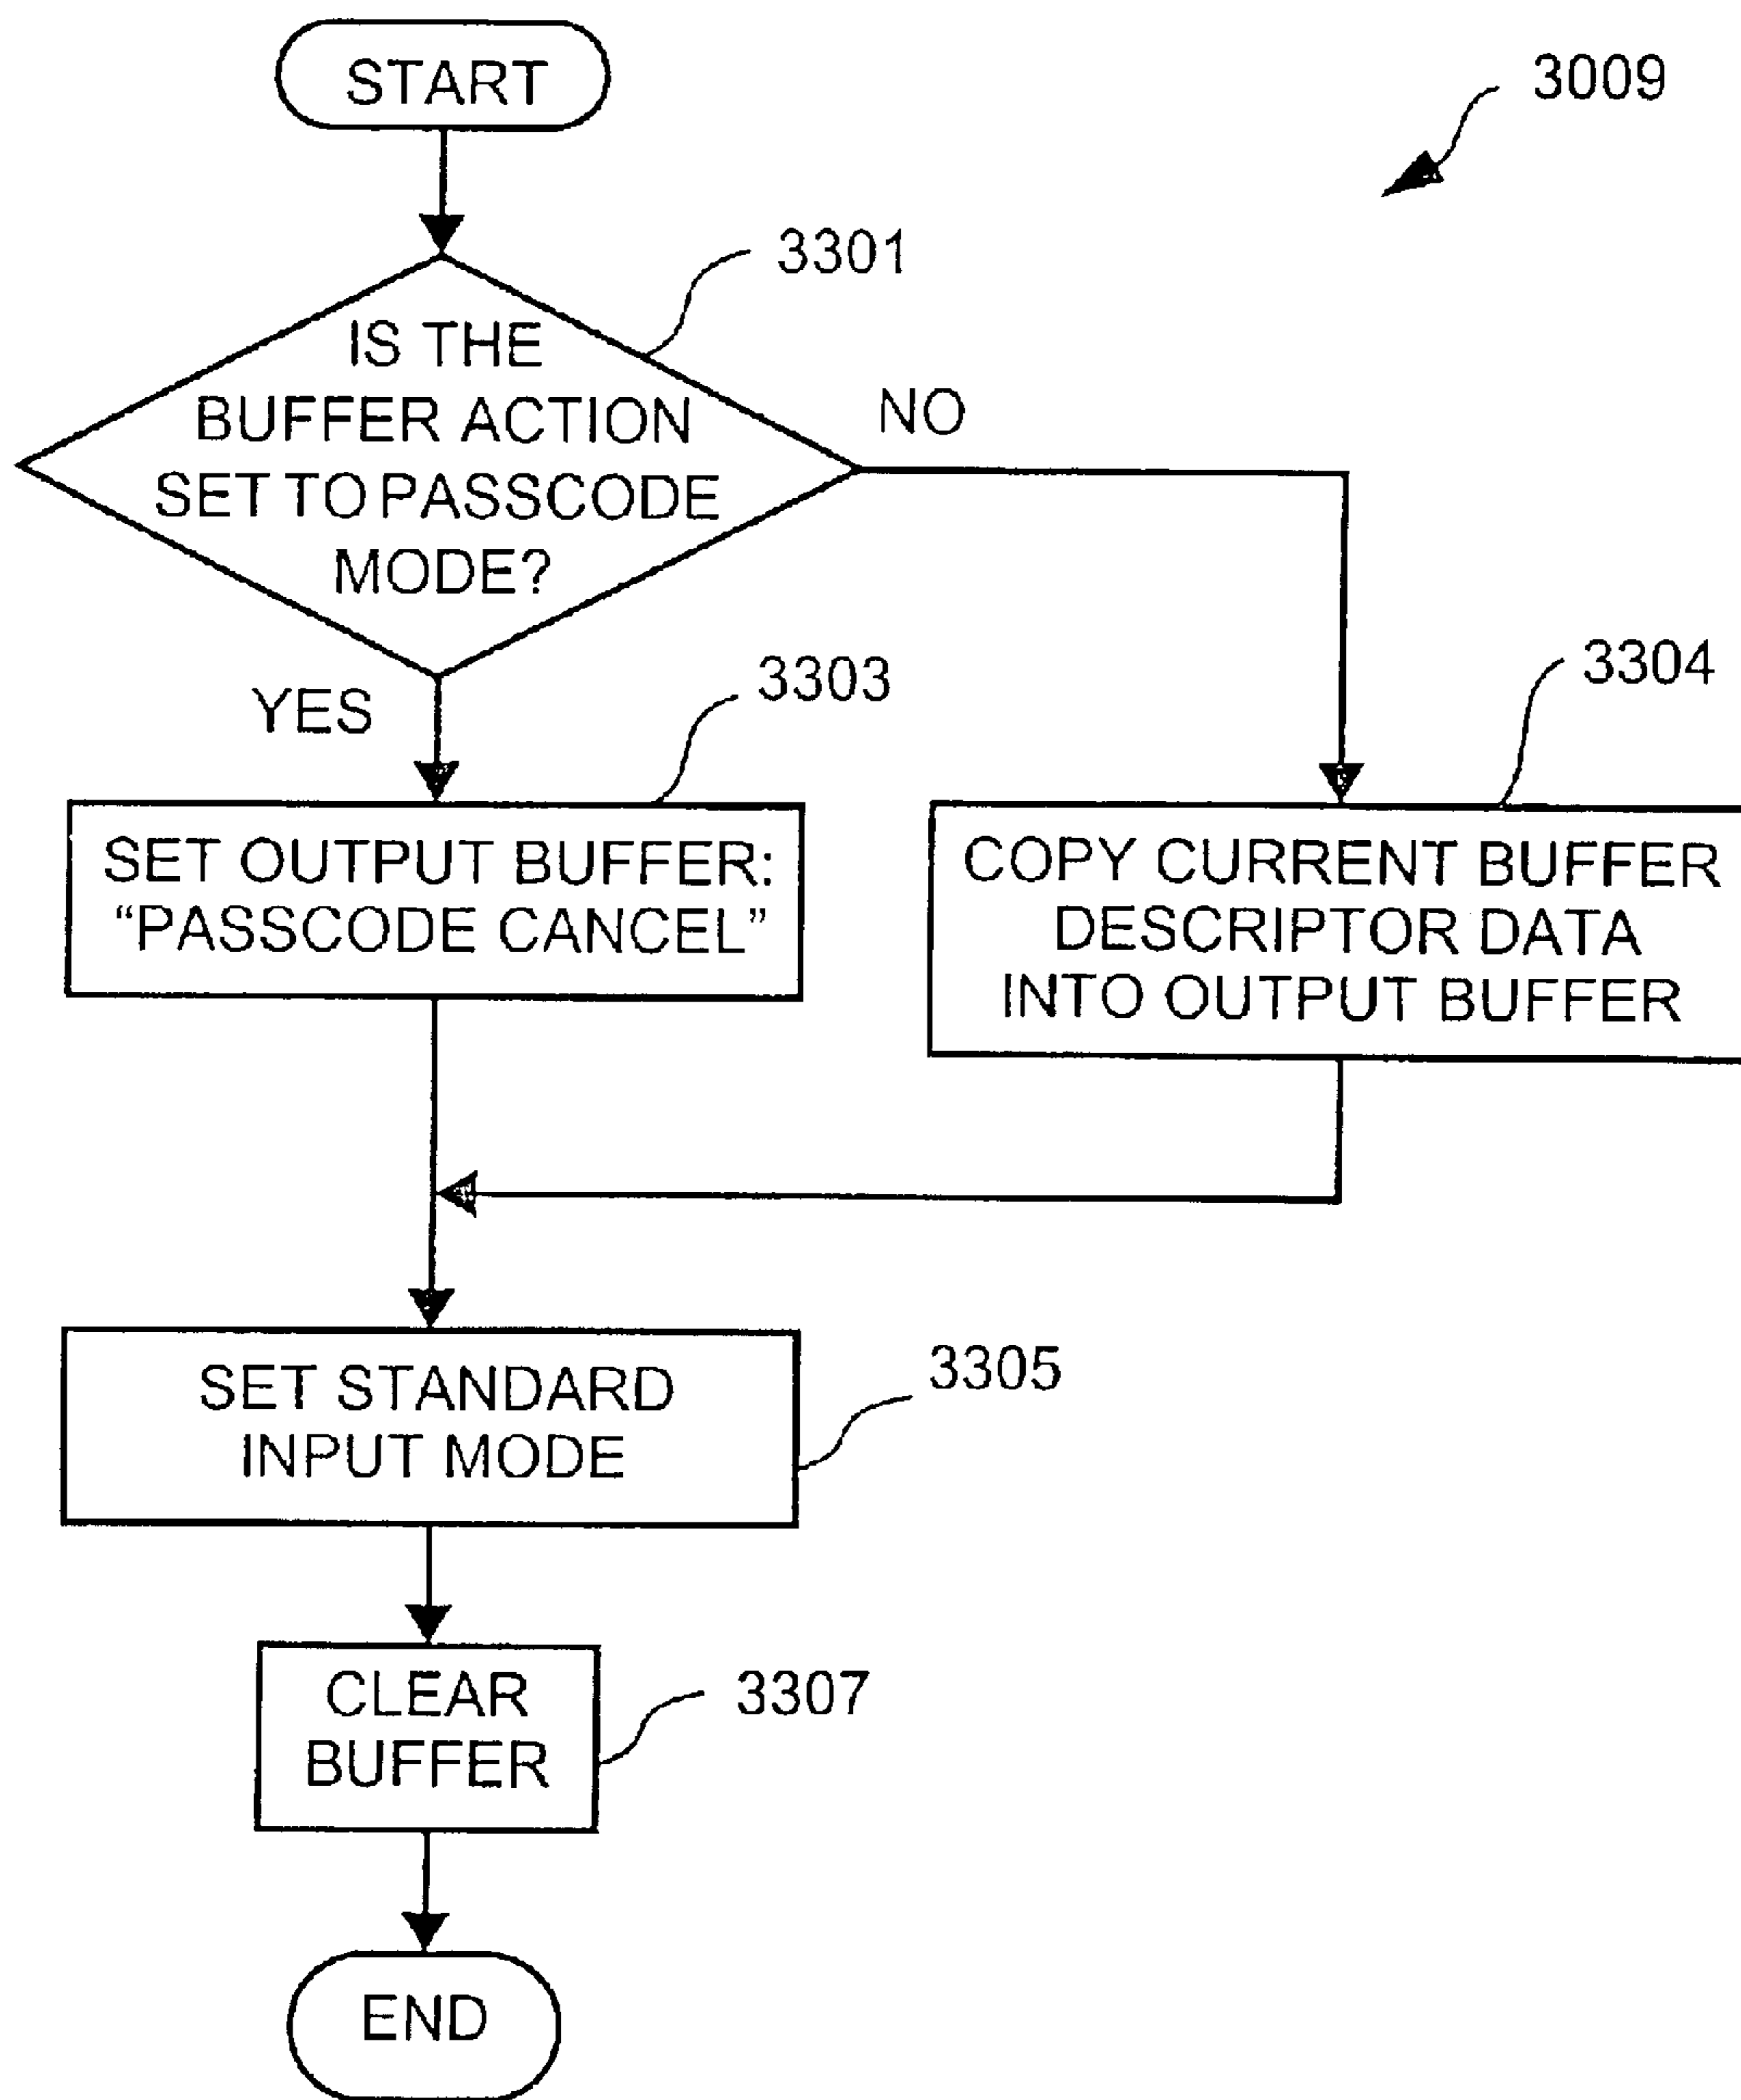 START
3009
3301
IS THE
BUFFER ACTION
SET TO PASSCODE
MODE?
NO
YES
3303
3304
SET OUTPUT BUFFER:
“PASSCODE CANCEL”
COPY CURRENT BUFFER
DESCRIPTOR DATA
INTO OUTPUT BUFFER
SET STANDARD
INPUT MODE
3305
CLEAR
BUFFER
3307
END